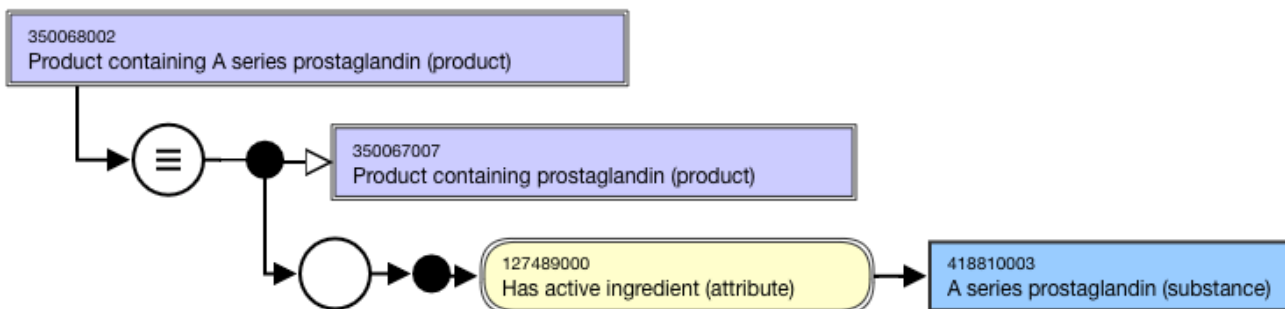 350068002
Product containing A series prostaglandin (product)
350067007
Product containing prostaglandin (product)
127489000
Has active ingredient (attribute)
418810003
A series prostaglandin (substance)